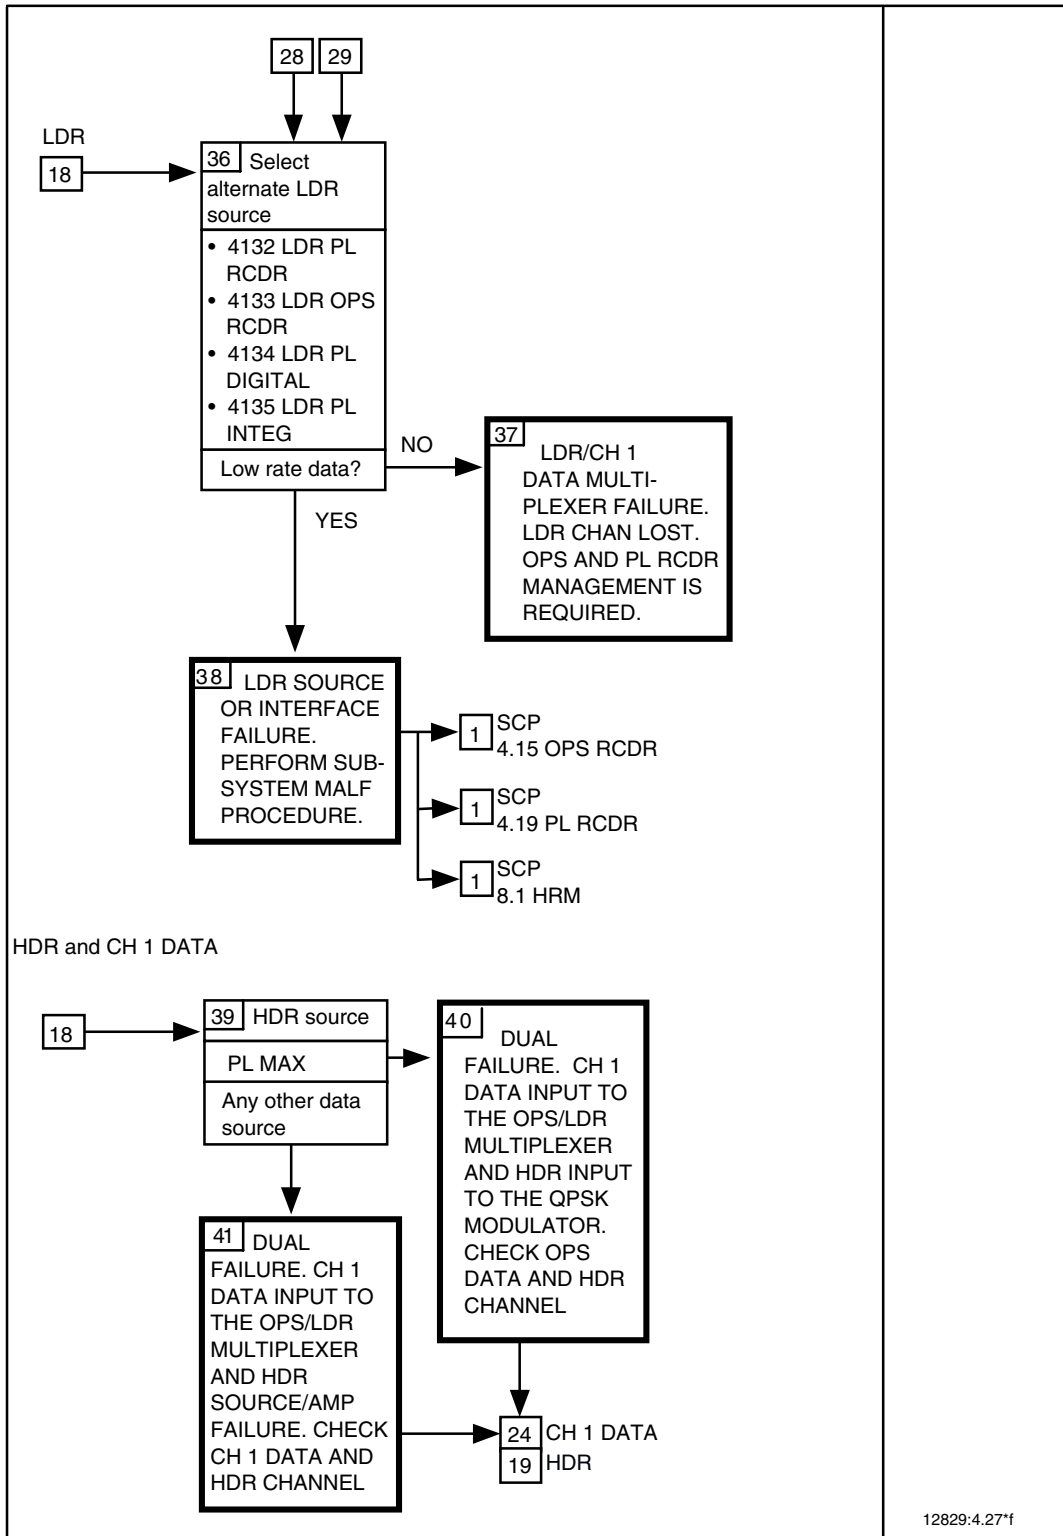 28 29
LDR
18
36 Select
alternate LDR
source
• 4132 LDR PL
RCDR
• 4133 LDR OPS
RCDR
• 4134 LDR PL
DIGITAL
• 4135 LDR PL
INTEG
Low rate data?
NO
YES
37
LDR/CH 1
DATA MULTI-
PLEXER FAILURE.
LDR CHAN LOST.
OPS AND PL RCDR
MANAGEMENT IS
REQUIRED.
38 LDR SOURCE
OR INTERFACE
FAILURE.
PERFORM SUB-
SYSTEM MALF
PROCEDURE.
1 SCP
4.15 OPS RCDR
1 SCP
4.19 PL RCDR
1 SCP
8.1 HRM
HDR and CH 1 DATA
18
39 HDR source
PL MAX
Any other data
source
40
DUAL
FAILURE. CH 1
DATA INPUT TO
THE OPS/LDR
MULTIPLEXER
AND HDR INPUT
TO THE QPSK
MODULATOR.
CHECK OPS
DATA AND HDR
CHANNEL
41 DUAL
FAILURE. CH 1
DATA INPUT TO
THE OPS/LDR
MULTIPLEXER
AND HDR
SOURCE/AMP
FAILURE. CHECK
CH 1 DATA AND
HDR CHANNEL
24 CH 1 DATA
19 HDR
12829:4.27*f